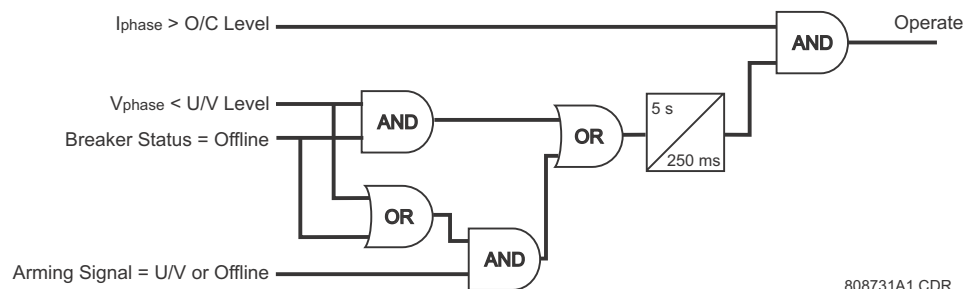 Iphase > O/C Level
AND
Operate
Vphase < U/V Level
AND
5 s
Breaker Status = Offline
OR
250 ms
OR
AND
Arming Signal = U/V or Offline
808731A1.CDR